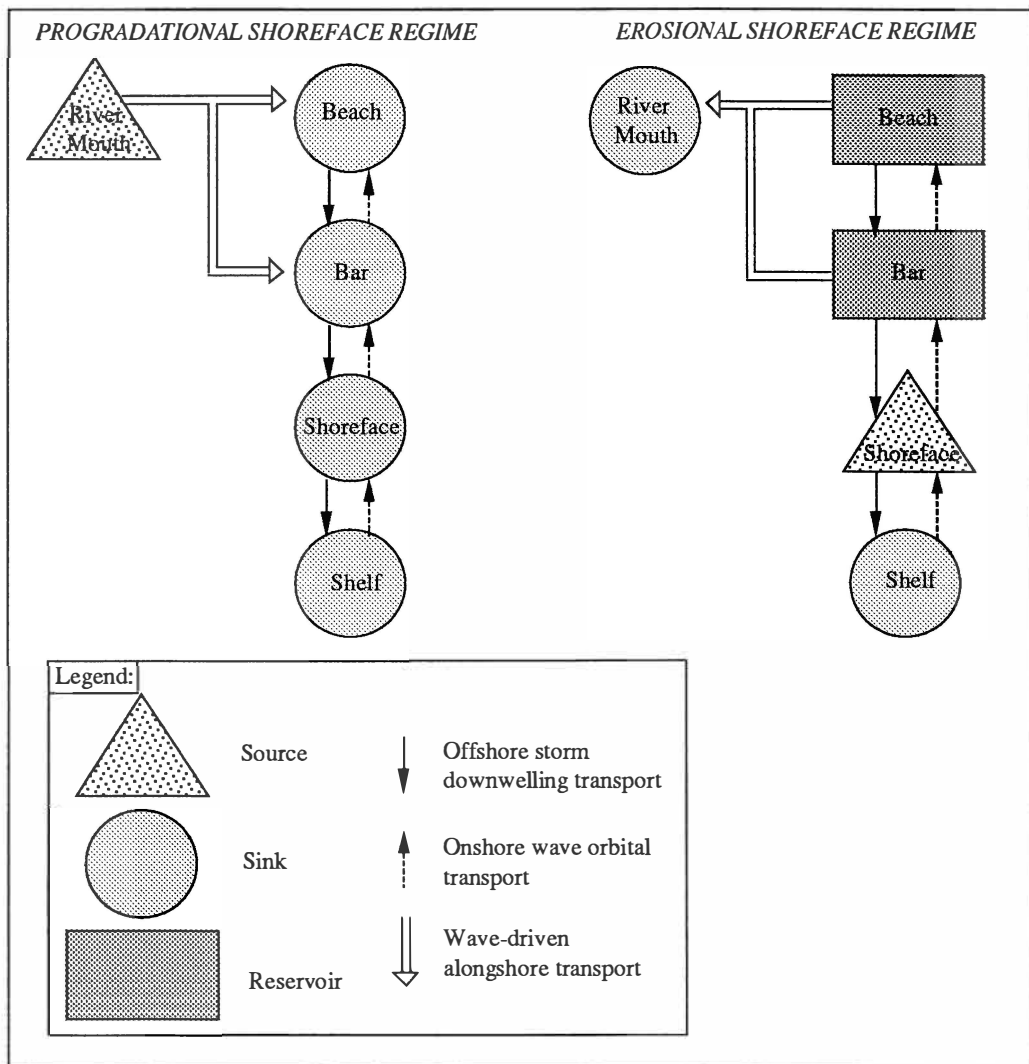 PROGRADATIONAL SHOREFACE REGIME
River
Mouth
Beach
Bar
Shoreface
Shelf
EROSIONAL SHOREFACE REGIME
River
Mouth
Beach
Bar
Shoreface
Shelf
Legend:
Source
Sink
Reservoir
Offshore storm
downwelling transport
Onshore wave orbital
transport
Wave-driven
alongshore transport